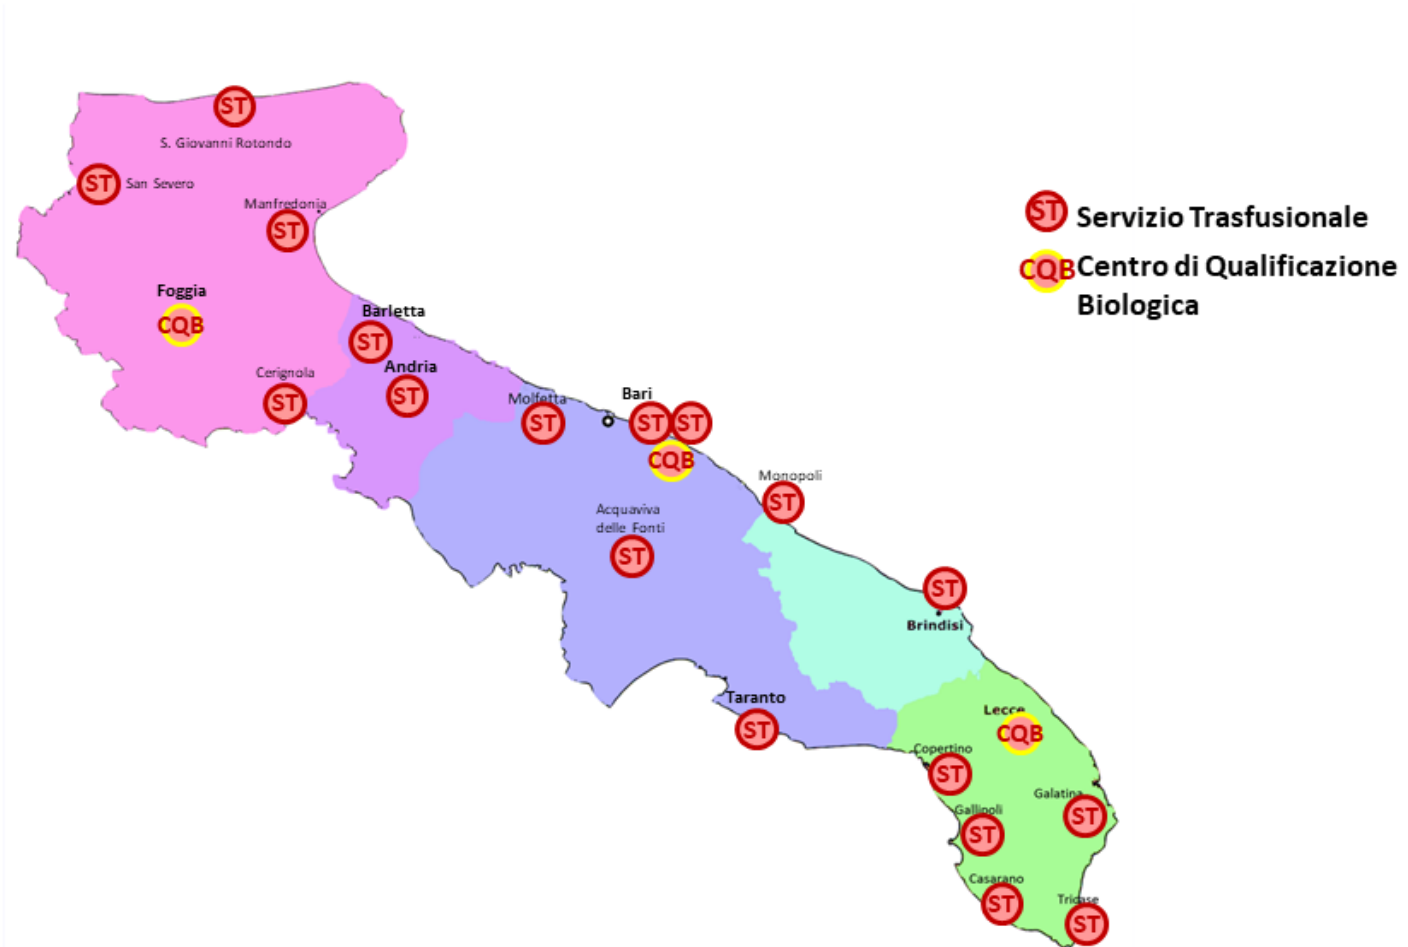 ST
S. Giovanni Rotondo
ST
San Severo
Manfredonia
ST
ST
Servizio Trasfusionale
CQB
Centro di Qualificazione
Biologica
Foggia
CQB
Barletta
ST
Andria
ST
Cerignola
ST
Molfetta
ST
Bari
ST
ST
CQB
Monopoli
ST
Acquaviva
delle Fonti
ST
ST
Brindisi
Taranto
ST
Lecce
CQB
Copertino
ST
Galatina
ST
Gallipoli
ST
Casarano
ST
Tricase
ST